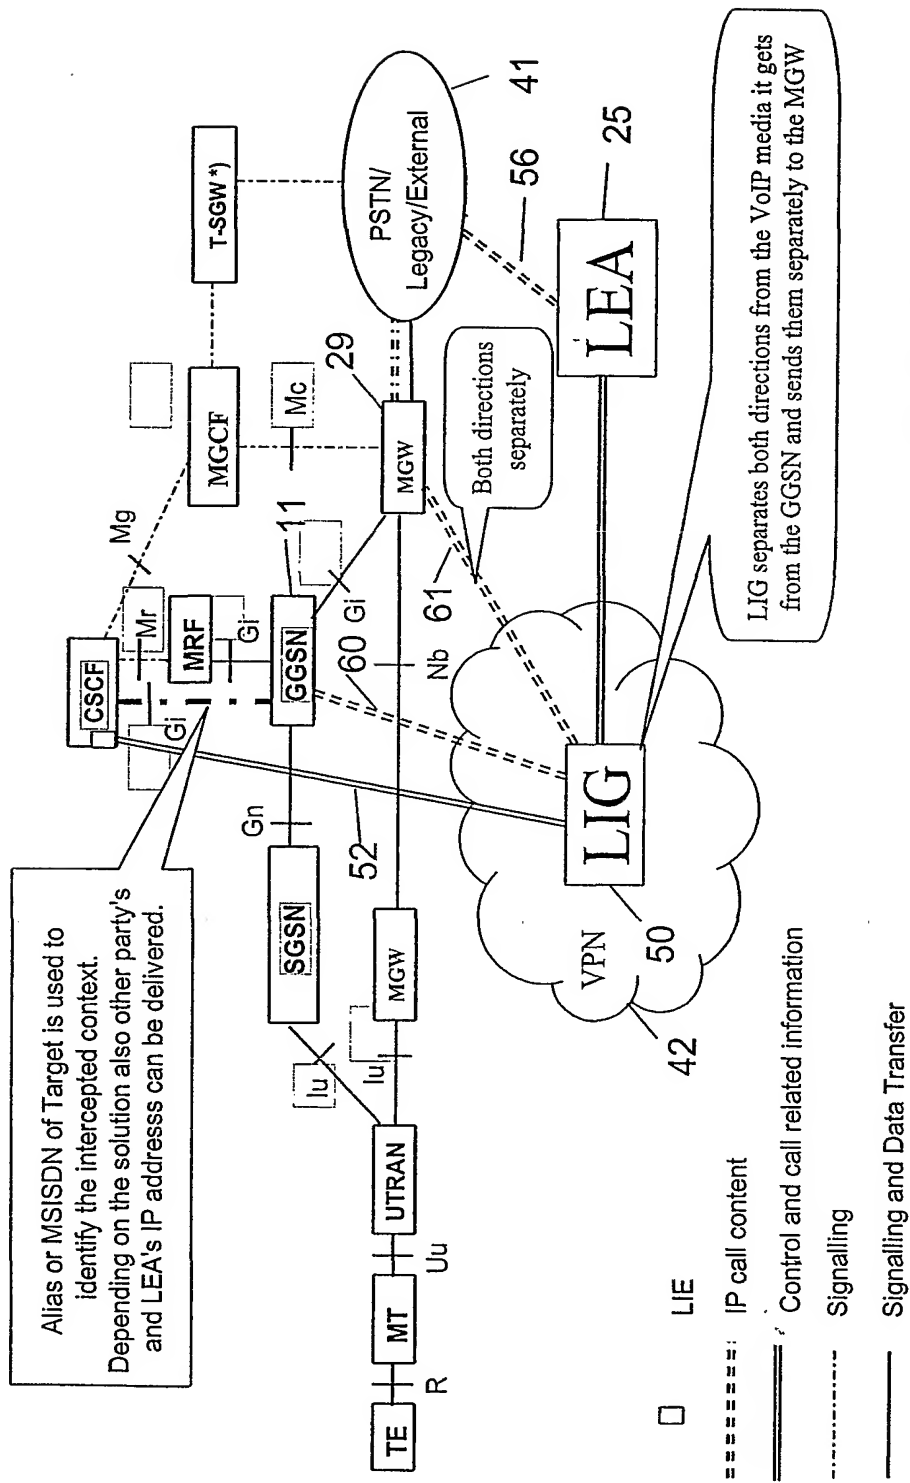 Alias or MSISDN of Target is used to
identify the intercepted context.
Depending on the solution also other party's
and LEA's IP addresss can be delivered.
CSCF
Mg
Mr
Gi
MRF
Gi
MGCF
T-SGW *)
Mc
11
GGSN
Gi
Gn
SGSN
29
MGW
PSTN/
Legacy/External
41
60
52
Nb
61
Both directions
separately
56
Iu
Iu
MGW
TE
R
MT
Uu
UTRAN
LEA
25
VPN
LIG
50
42
LIG separates both directions from the VoIP media it gets
from the GGSN and sends them separately to the MGW
LIE
IP call content
Control and call related information
Signalling
Signalling and Data Transfer